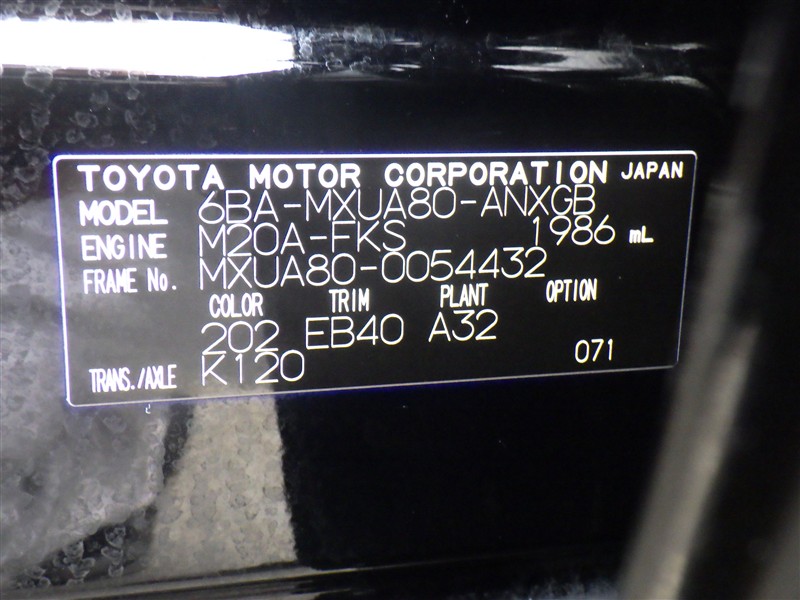 TOYOTA MOTOR CORPORATION JAPAN
MODEL 6BA-MXUA80-ANXGB
ENGINE M20A-FKS 1986 mL
FRAME No. MXUA80-0054432
COLOR TRIM PLANT OPTION
202 EB40 A32
TRANS./AXLE K120 071